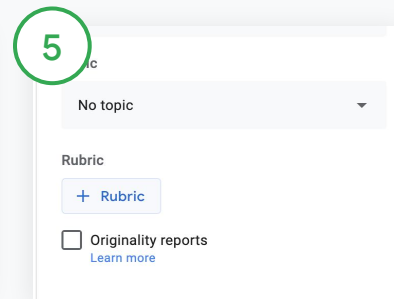 5
No topic
Rubric
+ Rubric
Originality reports
Learn more